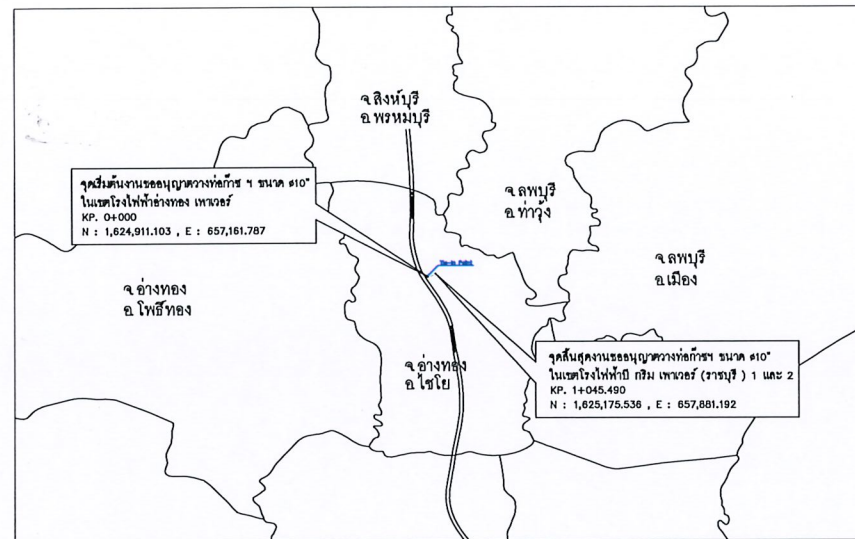 จ.สิงห์บุรี
อ.พรหมบุรี
จุดเริ่มต้นงานขออนุญาตวางท่อก๊าซ ฯ ขนาด ø10"
ในเขตโรงไฟฟ้าอ่างทอง เพาเวอร์
KP. 0+000
N : 1,624,911.103 , E : 657,161.787
จ.ลพบุรี
อ.ท่าวุ้ง
จ.ลพบุรี
อ.เมือง
Tie-in Point
จ.อ่างทอง
อ.โพธิ์ทอง
จ.อ่างทอง
อ.ไชโย
จุดสิ้นสุดงานขออนุญาตวางท่อก๊าซฯ ขนาด ø10"
ในเขตโรงไฟฟ้าบี กริม เพาเวอร์ (ราชบุรี ) 1 และ 2
KP. 1+045.490
N : 1,625,175.536 , E : 657,881.192